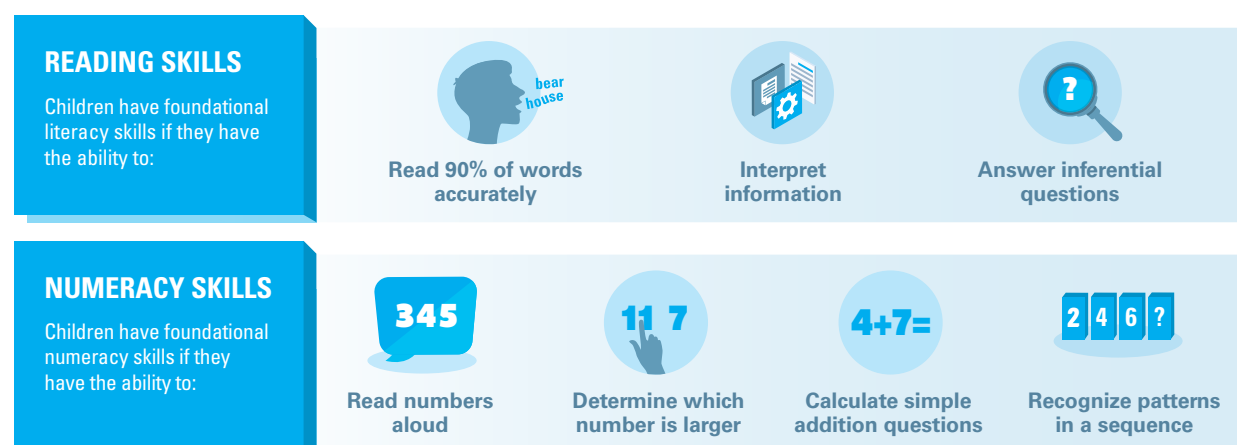 READING SKILLS
Children have foundational
literacy skills if they have
the ability to:
bear
house
Read 90% of words
accurately
Interpret
information
?
Answer inferential
questions
NUMERACY SKILLS
Children have foundational
numeracy skills if they
have the ability to:
345
Read numbers
aloud
11 7
Determine which
number is larger
4+7=
Calculate simple
addition questions
2 4 6 ?
Recognize patterns
in a sequence